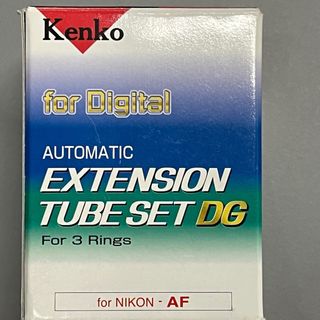 Kenko
for Digital
AUTOMATIC
EXTENSION
TUBE SET DG
For 3 Rings
for NIKON - AF